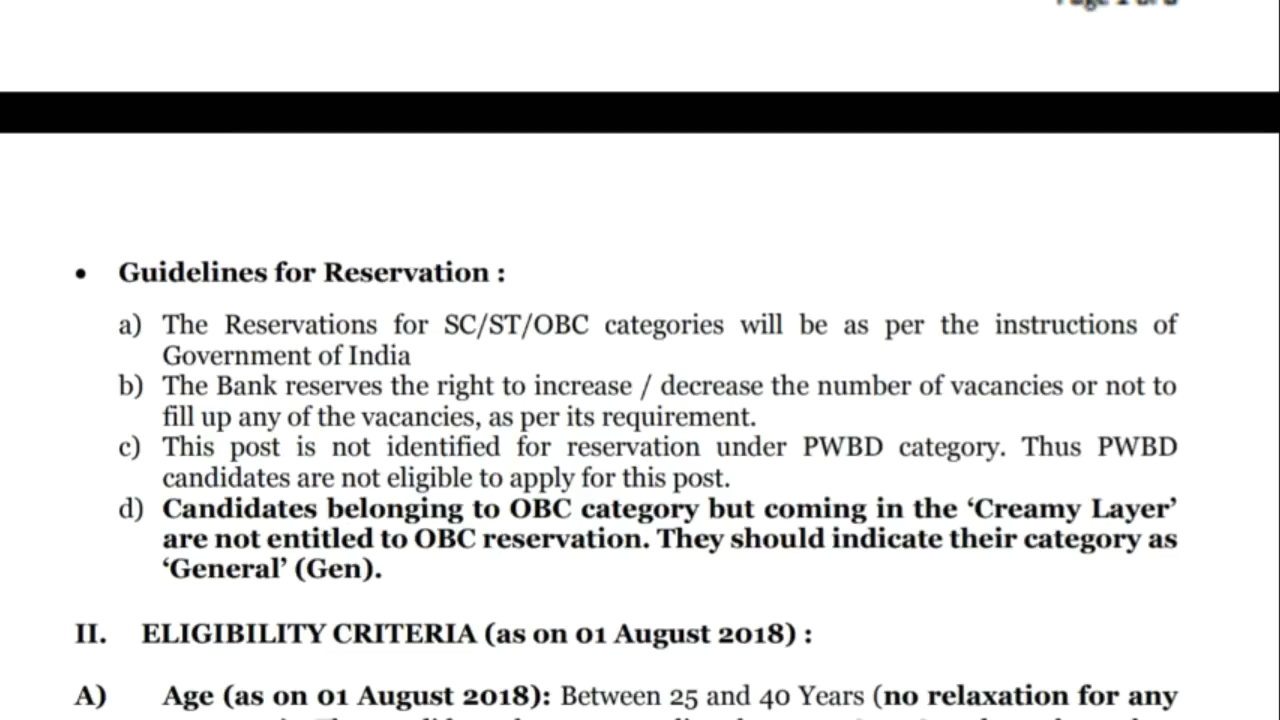 • Guidelines for Reservation :
a) The Reservations for SC/ST/OBC categories will be as per the instructions of
Government of India
b) The Bank reserves the right to increase / decrease the number of vacancies or not to
fill up any of the vacancies, as per its requirement.
c) This post is not identified for reservation under PWBD category. Thus PWBD
candidates are not eligible to apply for this post.
d) Candidates belonging to OBC category but coming in the ‘Creamy Layer’
are not entitled to OBC reservation. They should indicate their category as
‘General’ (Gen).
II. ELIGIBILITY CRITERIA (as on 01 August 2018) :
A) Age (as on 01 August 2018): Between 25 and 40 Years (no relaxation for any